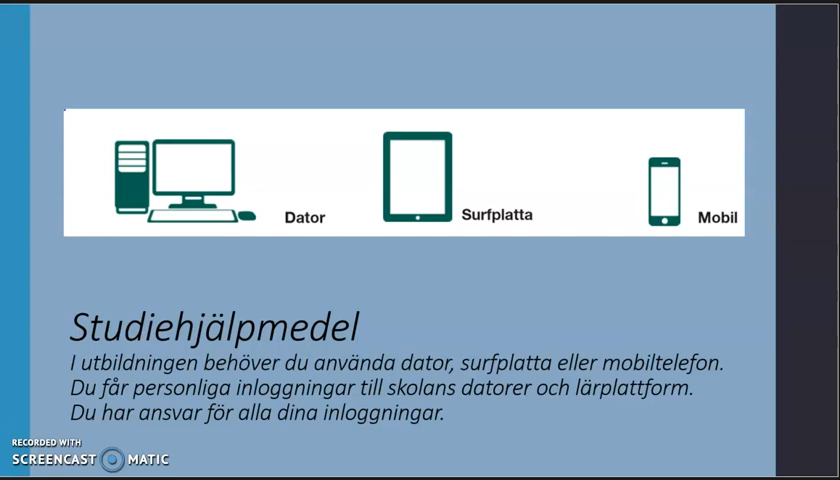 Dator
Surfplatta
Mobil
Studiehjälpmedel
I utbildningen behöver du använda dator, surfplatta eller mobiltelefon.
Du får personliga inloggningar till skolans datorer och lärplattform.
Du har ansvar för alla dina inloggningar.
RECORDED WITH
SCREENCAST MATIC